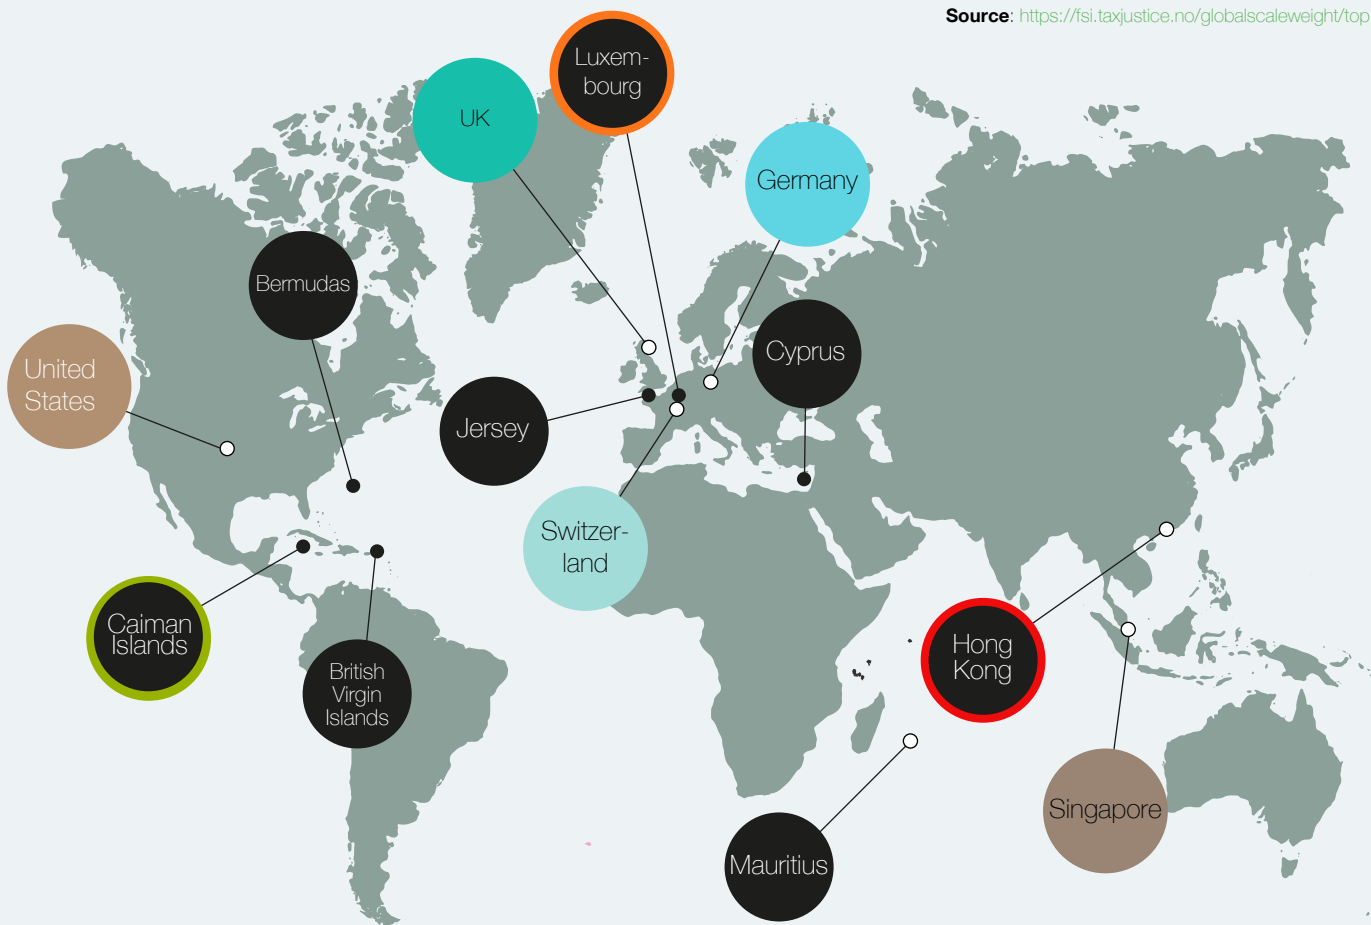 Source: https://fsi.taxjustice.no/globalscaleweight/top
Luxem-
bourg
UK
Germany
Bermudas
Cyprus
United
States
Jersey
Switzer-
land
Caiman
Islands
Hong
Kong
British
Virgin
Islands
Singapore
Mauritius